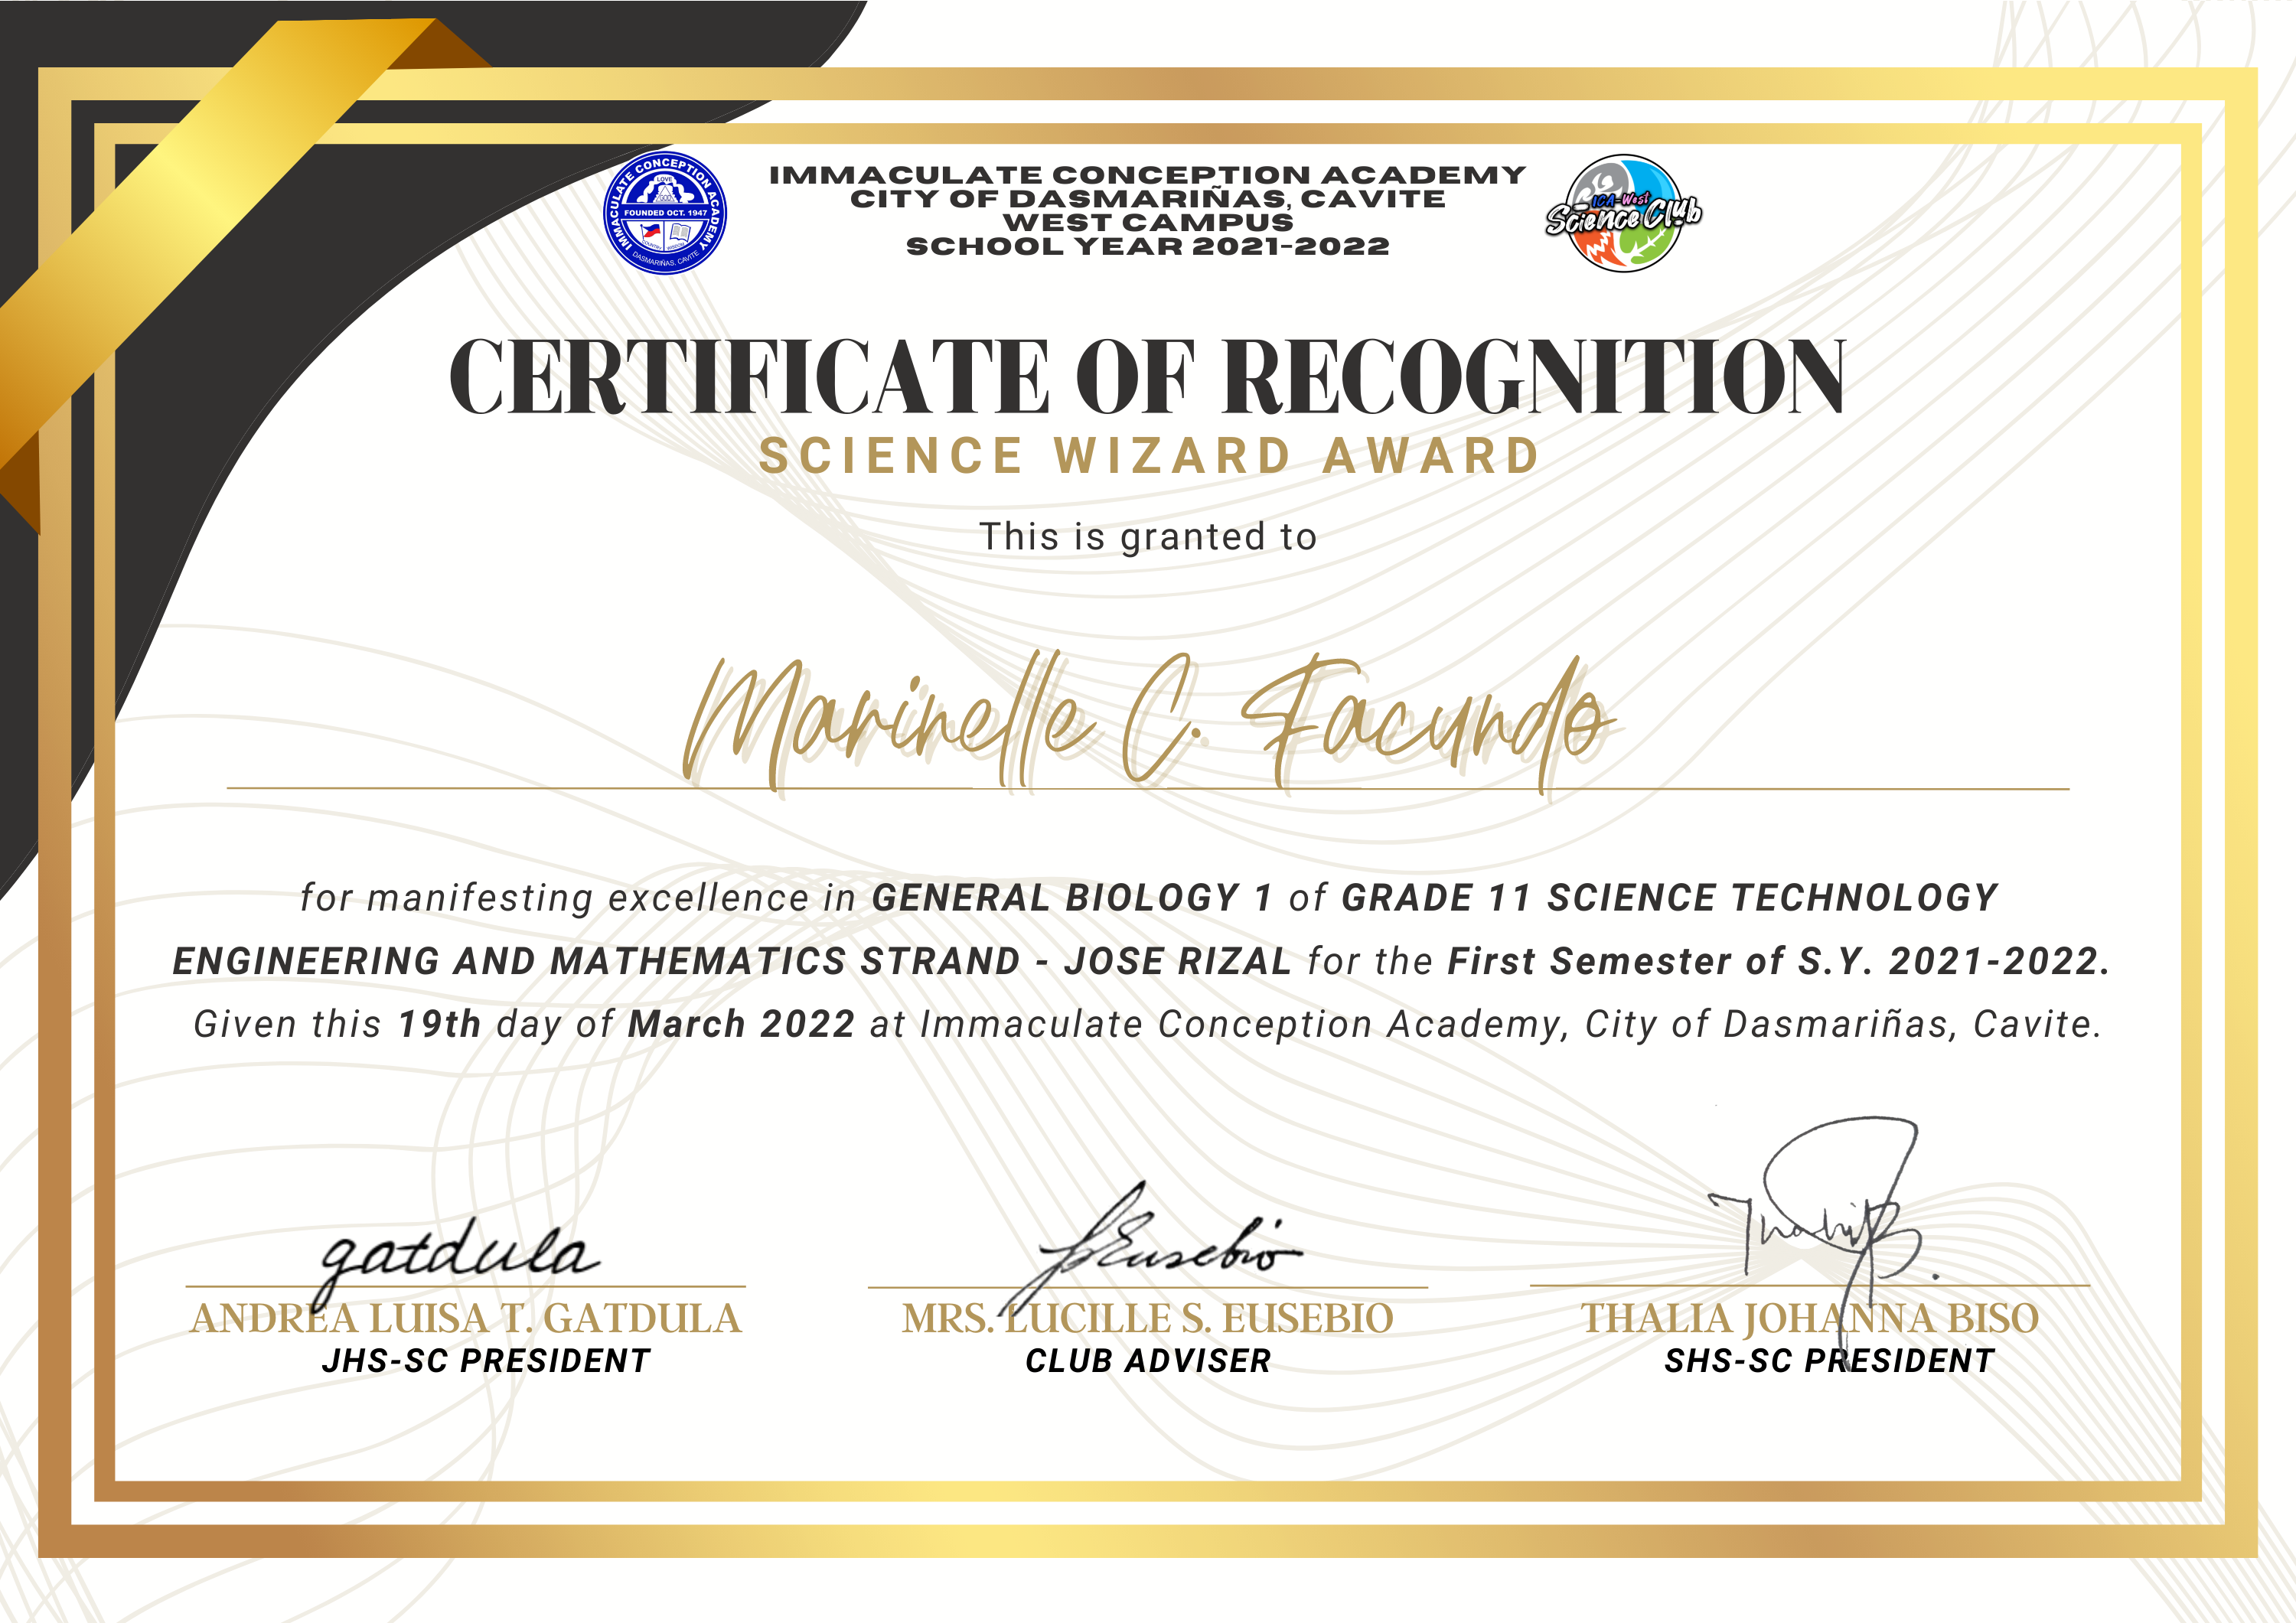 IMMACULATE CONCEPTION ACADEMY
FOUNDED OCT. 1947
DASMARIÑAS, CAVITE
IMMACULATE CONCEPTION ACADEMY
CITY OF DASMARIÑAS, CAVITE
WEST CAMPUS
SCHOOL YEAR 2021-2022
ICA-West
Science Club
CERTIFICATE OF RECOGNITION
SCIENCE WIZARD AWARD
This is granted to
Marinelle C. Facundo
for manifesting excellence in GENERAL BIOLOGY 1 of GRADE 11 SCIENCE TECHNOLOGY
ENGINEERING AND MATHEMATICS STRAND - JOSE RIZAL for the First Semester of S.Y. 2021-2022.
Given this 19th day of March 2022 at Immaculate Conception Academy, City of Dasmariñas, Cavite.
gatdula
Eusebio
ANDREA LUISA T. GATDULA
MRS. LUCILLE S. EUSEBIO
THALIA JOHANNA BISO
JHS-SC PRESIDENT
CLUB ADVISER
SHS-SC PRESIDENT